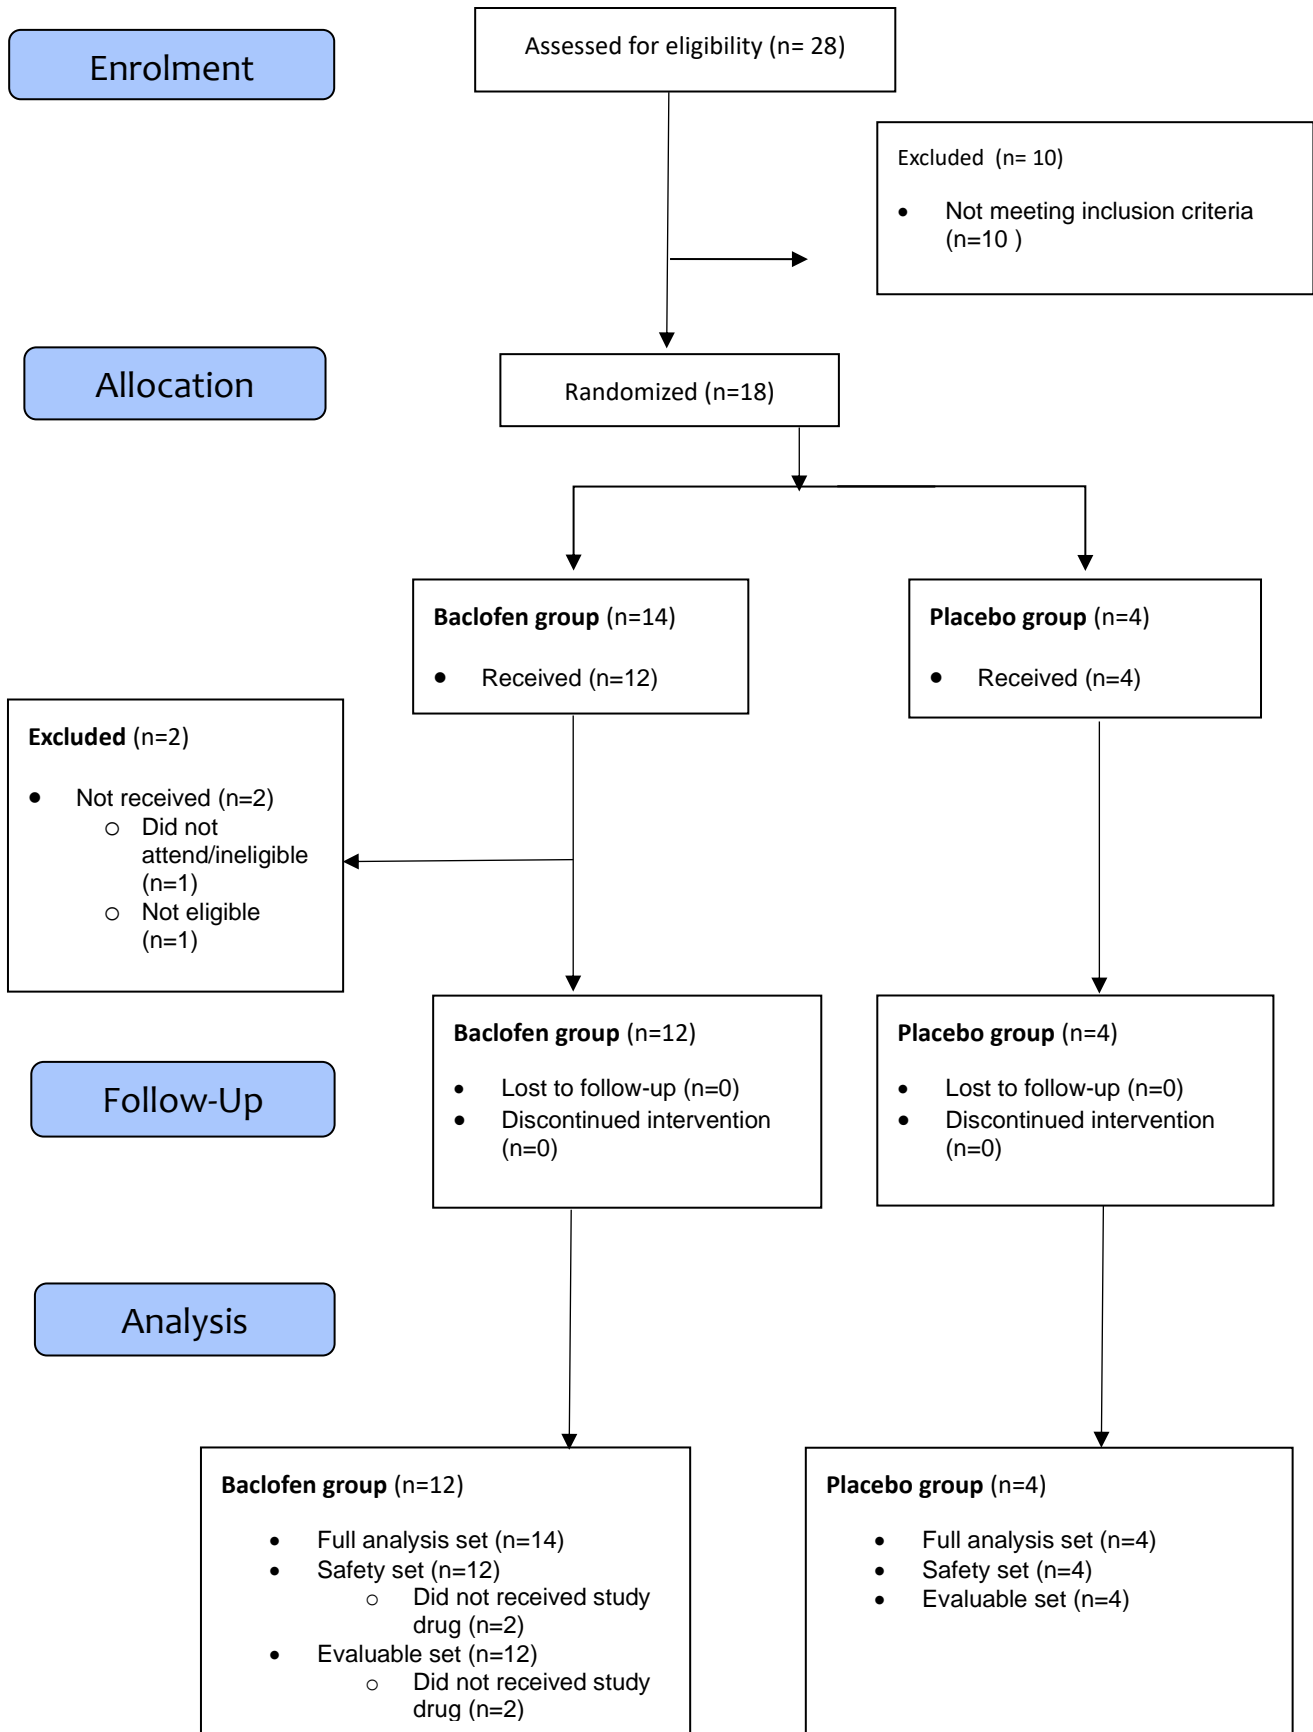 Enrolment
Assessed for eligibility (n= 28)
Excluded  (n= 10)
• Not meeting inclusion criteria
(n=10 )
Allocation
Randomized (n=18)
Baclofen group (n=14)
• Received (n=12)
Placebo group (n=4)
• Received (n=4)
Excluded (n=2)
• Not received (n=2)
o Did not
attend/ineligible
(n=1)
o Not eligible
(n=1)
Follow-Up
Baclofen group (n=12)
• Lost to follow-up (n=0)
• Discontinued intervention
(n=0)
Placebo group (n=4)
• Lost to follow-up (n=0)
• Discontinued intervention
(n=0)
Analysis
Baclofen group (n=12)
• Full analysis set (n=14)
• Safety set (n=12)
o Did not received study
drug (n=2)
• Evaluable set (n=12)
o Did not received study
drug (n=2)
Placebo group (n=4)
• Full analysis set (n=4)
• Safety set (n=4)
• Evaluable set (n=4)